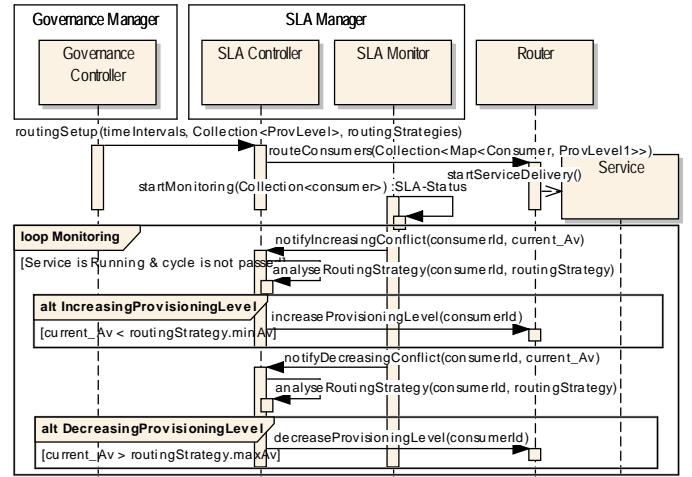 Governance Manager
SLA Manager
Governance
Controller
SLA Controller
SLA Monitor
Router
routingSetup(timeIntervals, Collection<ProvLevel>, routingStrategies)
routeConsumers(Collection<Map<Consumer, ProvLevel1>>)
startServiceDelivery()
Service
startMonitoring(Collection<consumer>) :SLA-Status
loop Monitoring
notifyIncreasingConflict(consumerId, current_Av)
[Service is Running & cycle is not passed]
analyseRoutingStrategy(consumerId, routingStrategy)
alt IncreasingProvisioningLevel
increaseProvisioningLevel(consumerId)
[current_Av < routingStrategy.minAv]
notifyDecreasingConflict(consumerId, current_Av)
analyseRoutingStrategy(consumerId, routingStrategy)
alt DecreasingProvisioningLevel
decreaseProvisioningLevel(consumerId)
[current_Av > routingStrategy.maxAv]